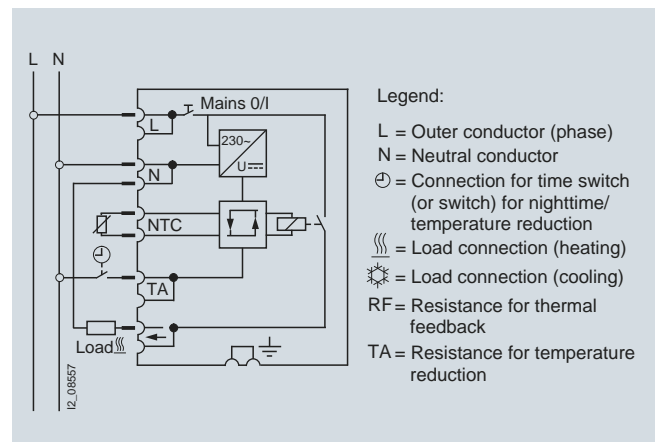 L N
Mains 0/I
L
230~
U
N
NTC
TA
Load
I2_08557
Legend:
L = Outer conductor (phase)
N = Neutral conductor
= Connection for time switch
(or switch) for nighttime/
temperature reduction
= Load connection (heating)
= Load connection (cooling)
RF = Resistance for thermal
feedback
TA = Resistance for temperature
reduction